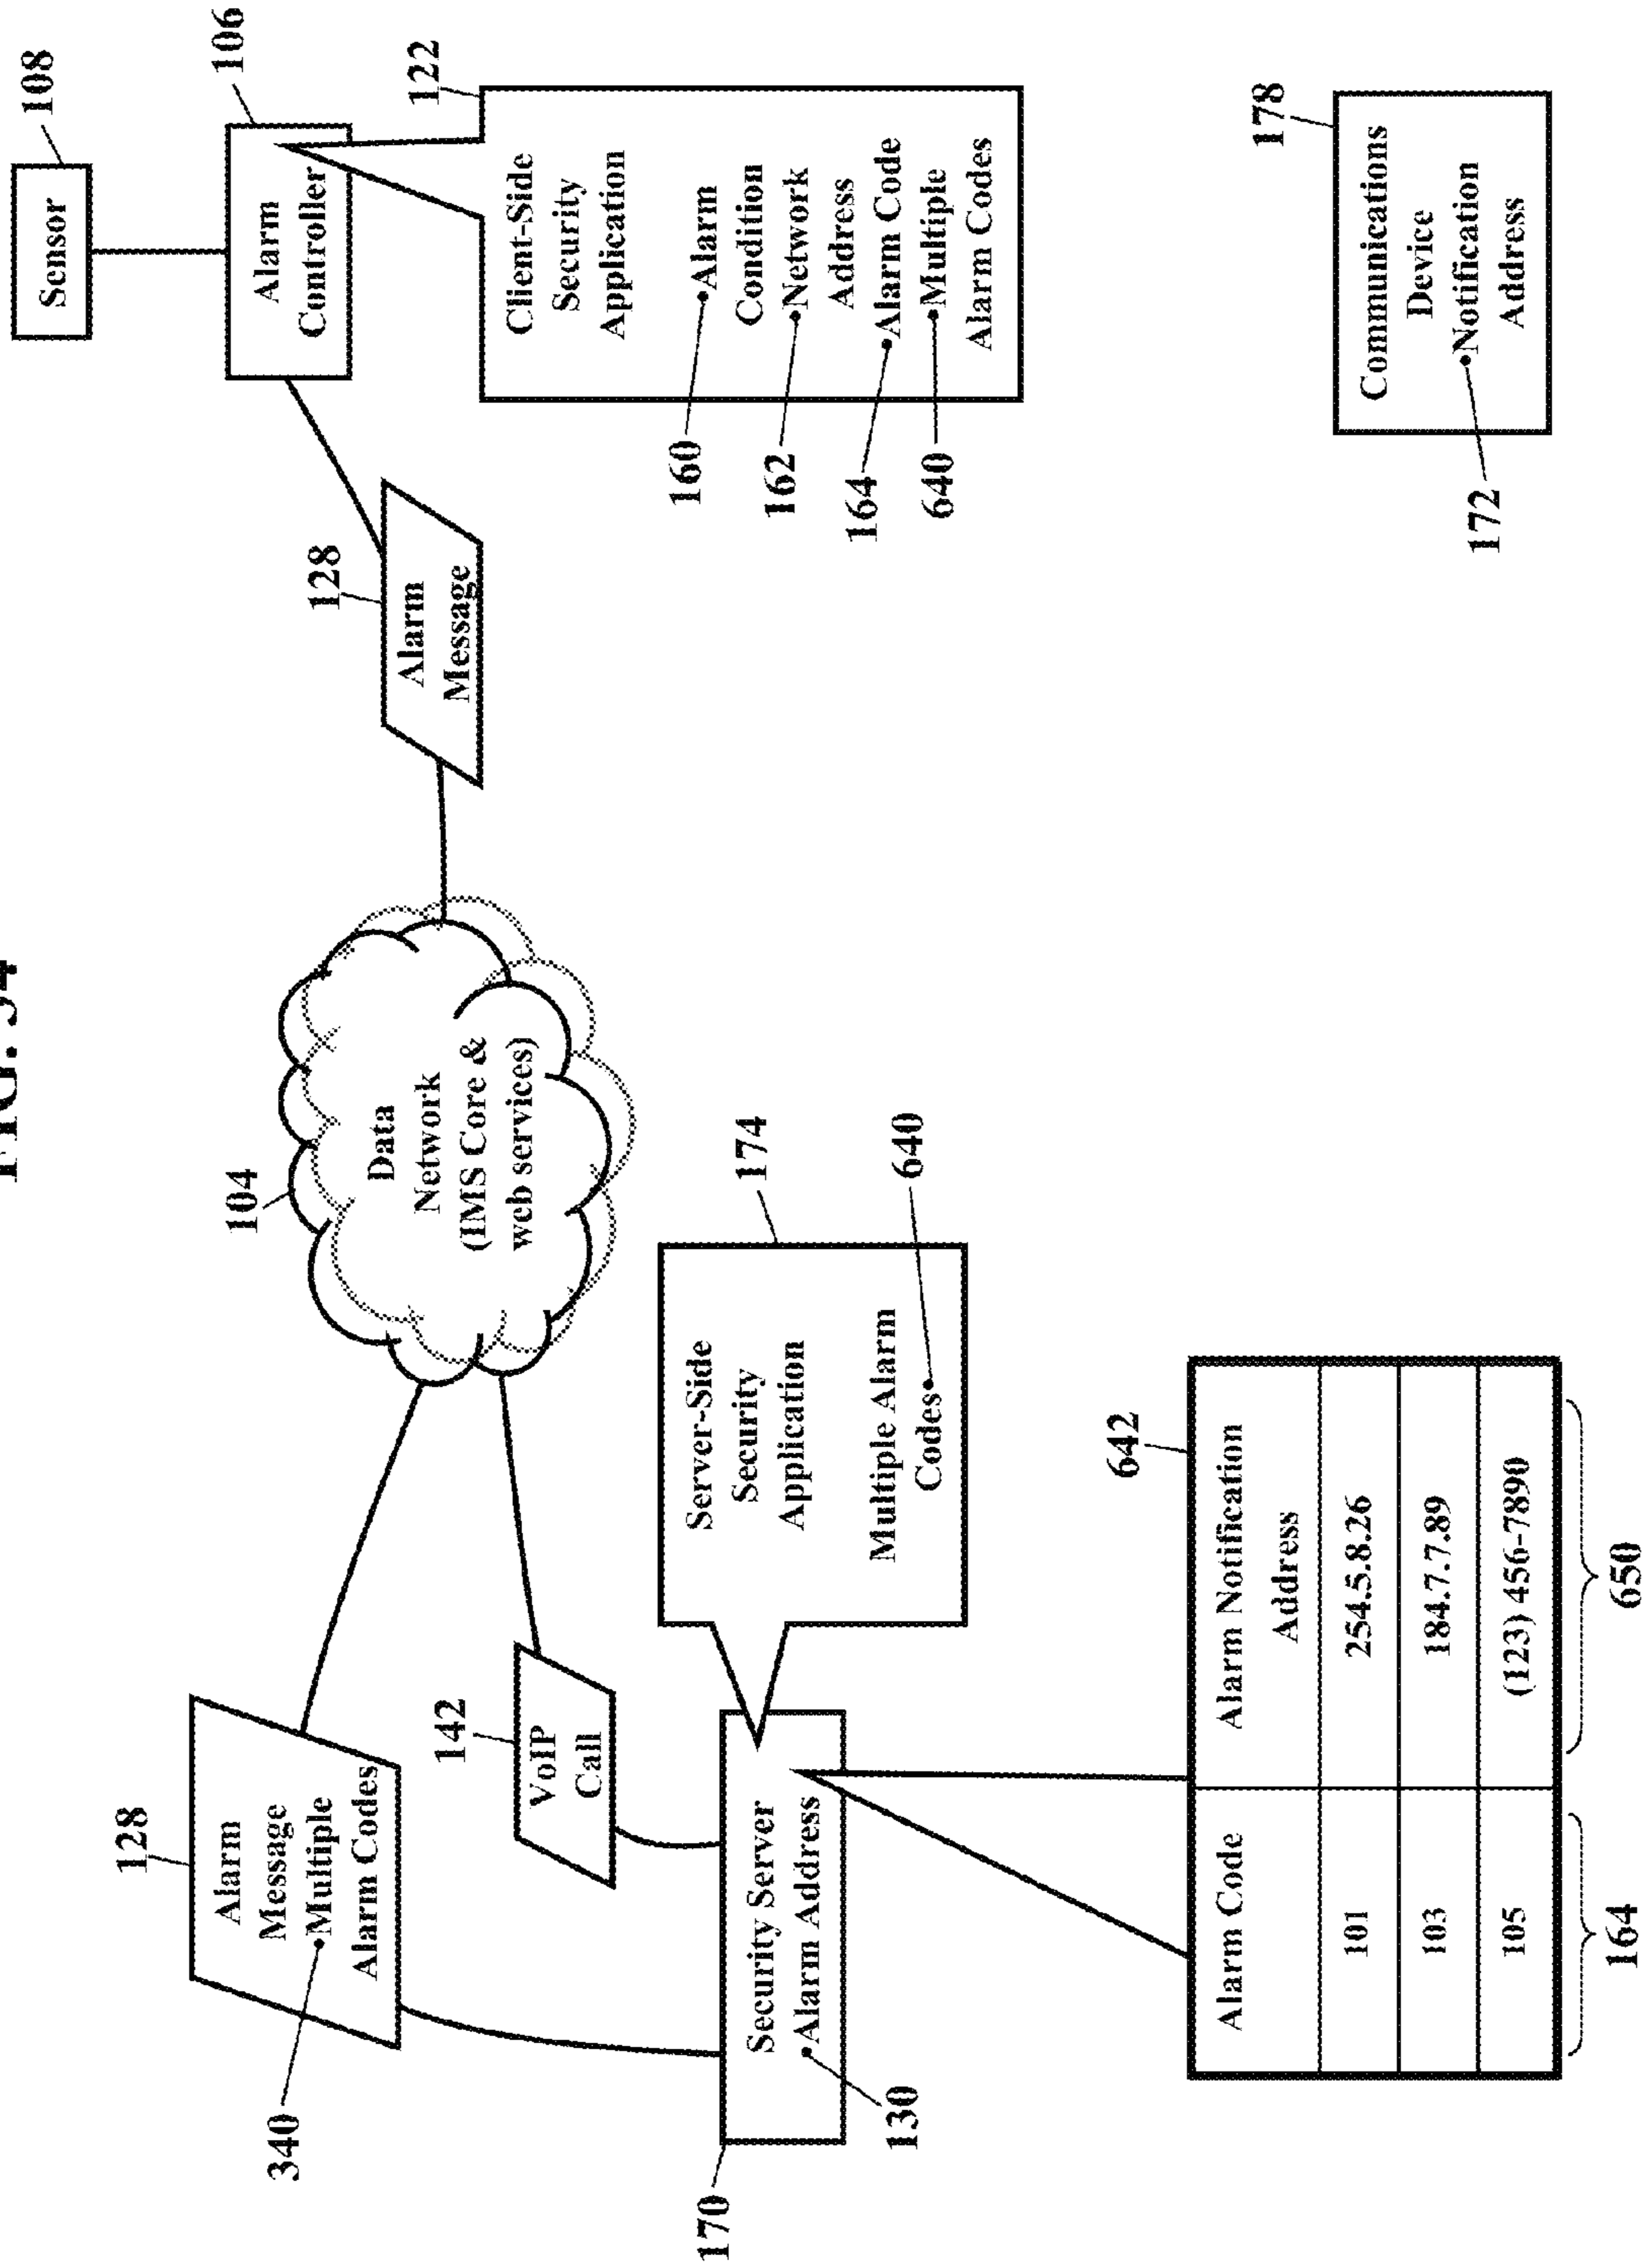 FIG.
128
Alarm
Message
•Multiple
Alarm Codes
340
104
Data
Network
(IMS Core &
web services)
128
Alarm
Message
Sensor
108
Alarm
Controller
106
142
VoIP
Call
170
Security Server
•Alarm Address
130
Server-Side
Security
Application
Multiple Alarm
Codes•
174
640
122
Client-Side
Security
Application
•Alarm
Condition
•Network
Address
•Alarm Code
•Multiple
Alarm Codes
160
162
164
640
642
Alarm Code
Alarm Notification
Address
101
254.5.8.26
103
184.7.7.89
105
(123) 456-7890
164
650
178
Communications
Device
•Notification
Address
172